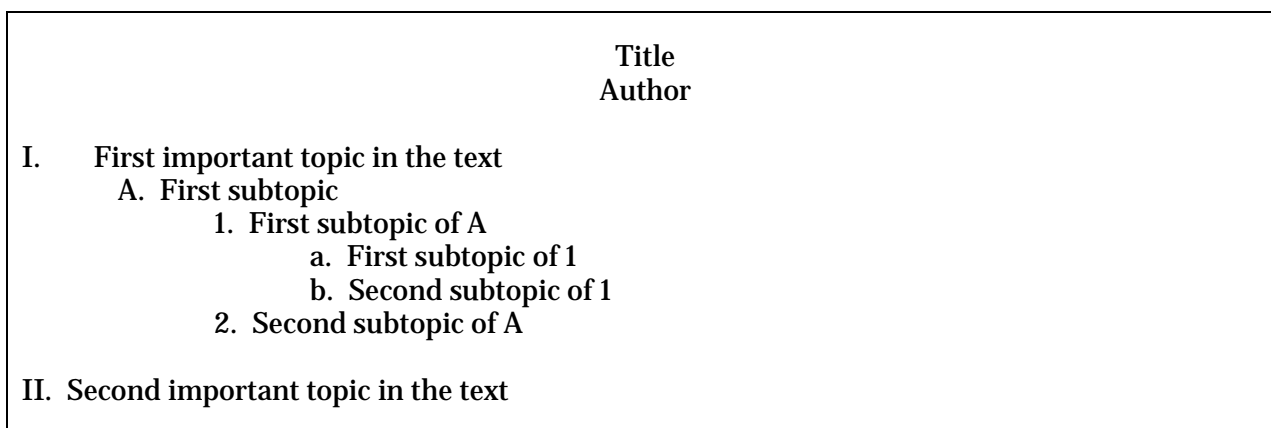 Title
Author
I. First important topic in the text
A. First subtopic
1. First subtopic of A
a. First subtopic of 1
b. Second subtopic of 1
2. Second subtopic of A
II. Second important topic in the text